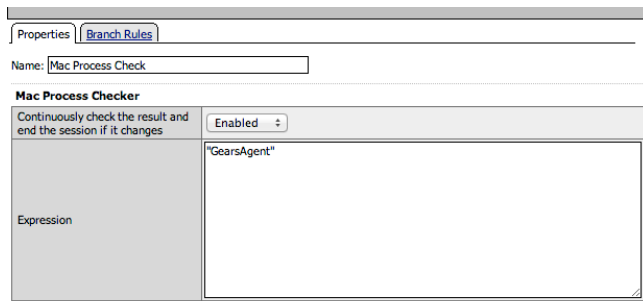 Properties Branch Rules
Name: Mac Process Check
Mac Process Checker
Continuously check the result and
end the session if it changes
Enabled
"GearsAgent"
Expression